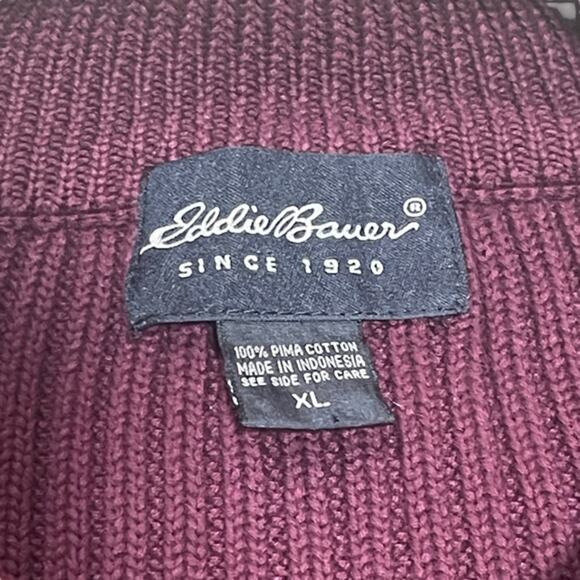 Eddie Bauer®
SINCE 1920
100% PIMA COTTON
MADE IN INDONESIA
SEE SIDE FOR CARE
XL